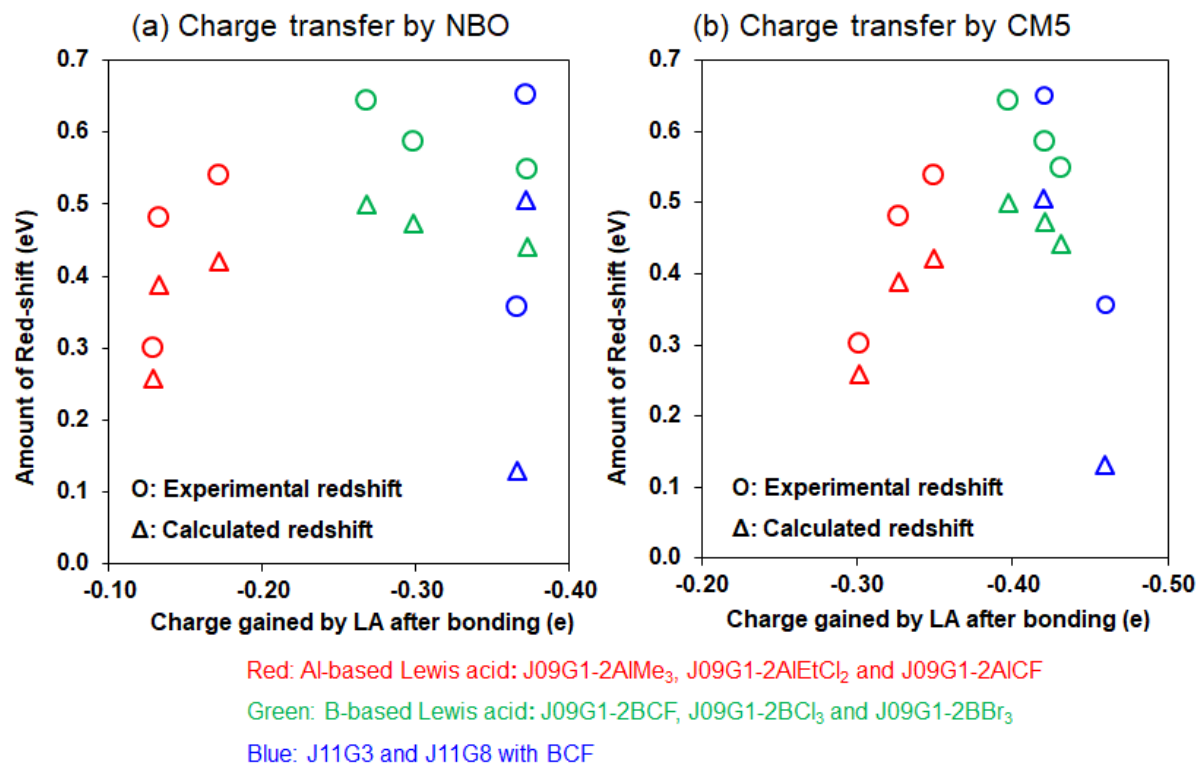 (a) Charge transfer by NBO
(b) Charge transfer by CM5
0.7
0.6
0.5
0.4
0.3
0.2
0.1
0.0
Amount of Red-shift (eV)
O: Experimental redshift
Δ: Calculated redshift
-0.10
-0.20
-0.30
-0.40
Charge gained by LA after bonding (e)
0.7
0.6
0.5
0.4
0.3
0.2
0.1
0.0
Amount of Red-shift (eV)
O: Experimental redshift
Δ: Calculated redshift
-0.20
-0.30
-0.40
-0.50
Charge gained by LA after bonding (e)
Red: Al-based Lewis acid: J09G1-2AlMe₃, J09G1-2AlEtCl₂ and J09G1-2AlCF
Green: B-based Lewis acid: J09G1-2BCF, J09G1-2BCl₃ and J09G1-2BBr₃
Blue: J11G3 and J11G8 with BCF